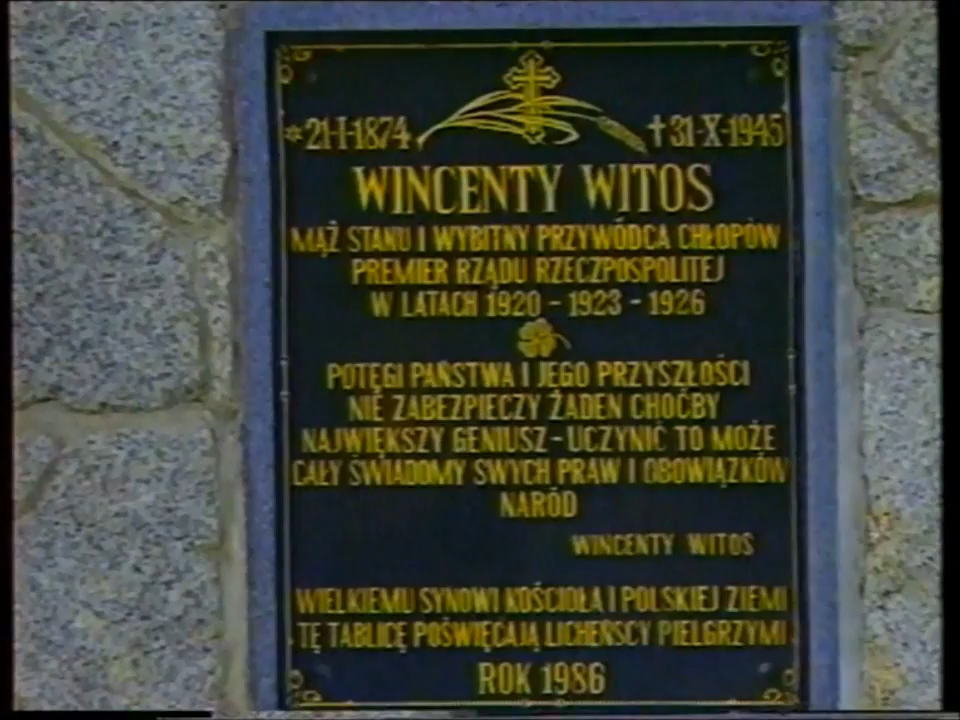 *21-I-1874 †31-X-1945
WINCENTY WITOS
MĄŻ STANU I WYBITNY PRZYWÓDCA CHŁOPÓW
PREMIER RZĄDU RZECZPOSPOLITEJ
W LATACH 1920 - 1923 - 1926
POTĘGI PAŃSTWA I JEGO PRZYSZŁOŚCI
NIE ZABEZPIECZY ŻADEN CHOĆBY
NAJWIĘKSZY GENIUSZ - UCZYNIĆ TO MOŻE
CAŁY ŚWIADOMY SWYCH PRAW I OBOWIĄZKÓW
NARÓD
WINCENTY WITOS
WIELKIEMU SYNOWI KOŚCIOŁA I POLSKIEJ ZIEMI
TĘ TABLICĘ POŚWIĘCAJĄ LICHEŃSCY PIELGRZYMI
ROK 1986